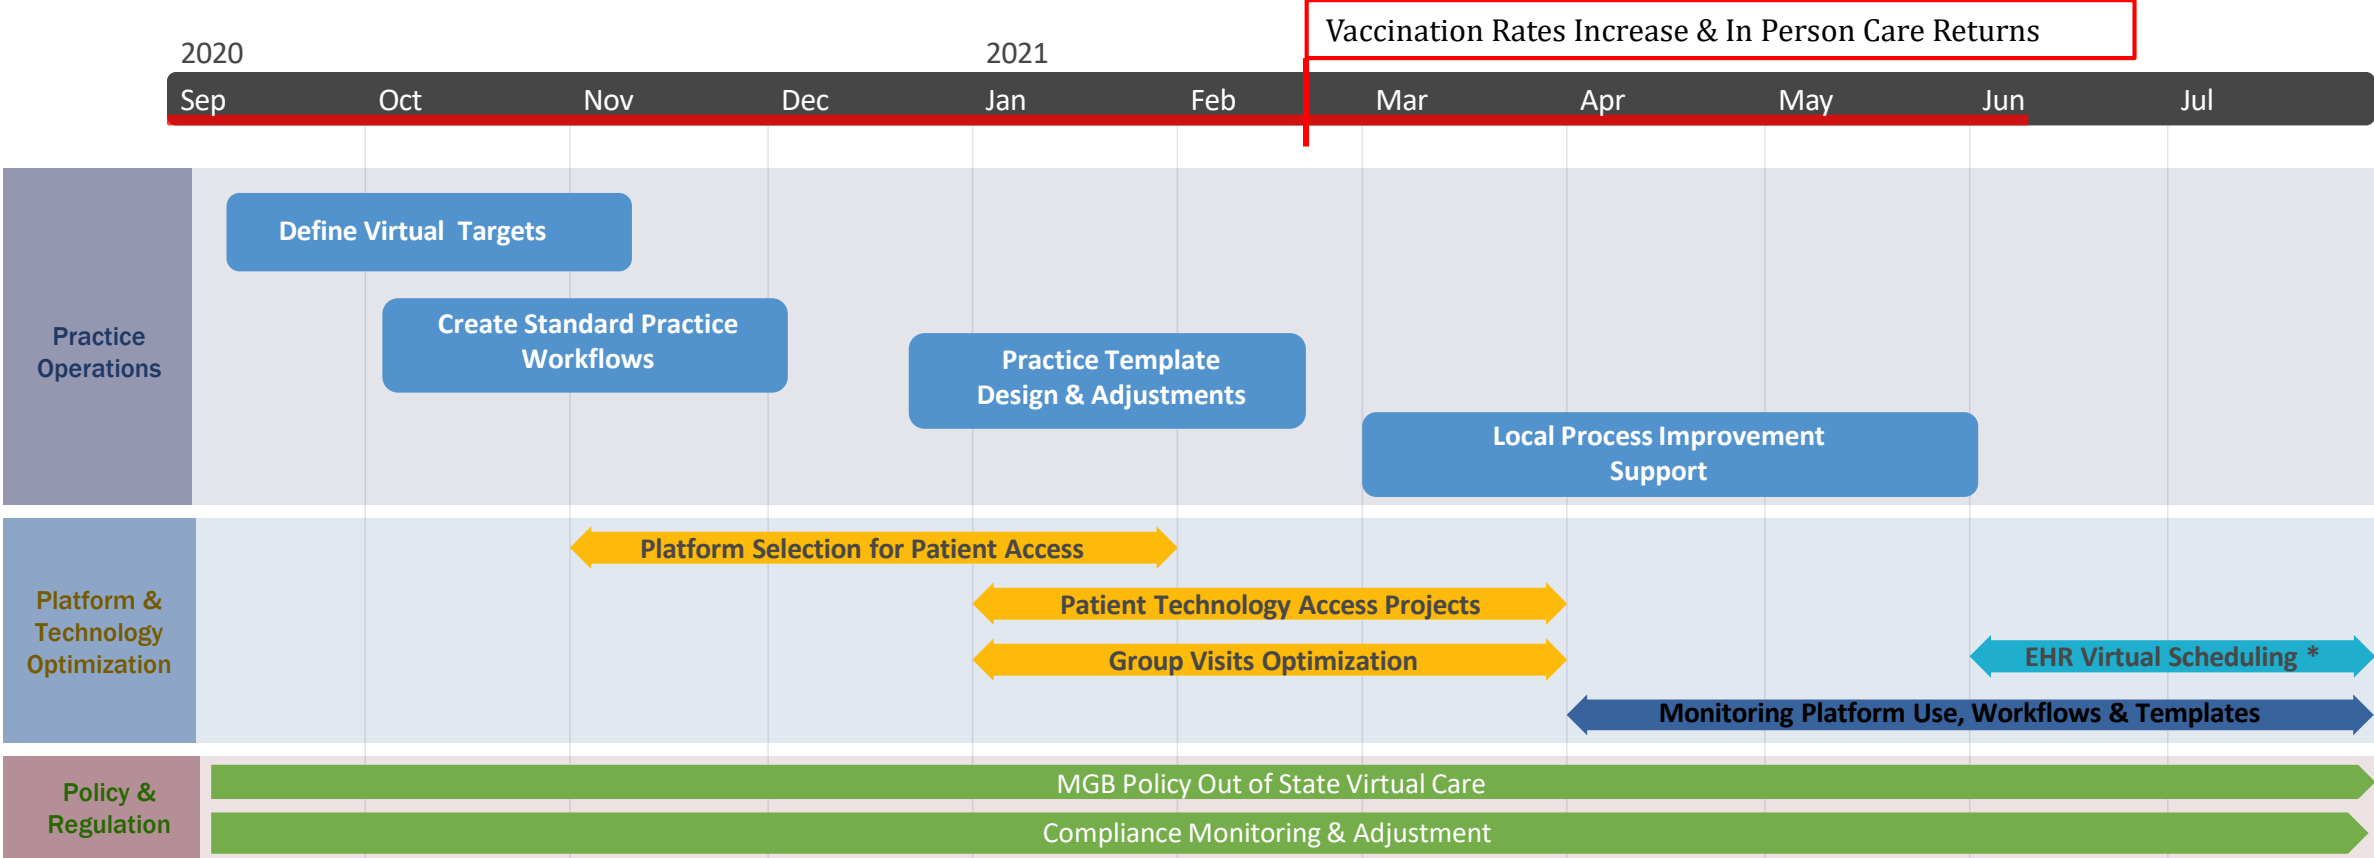 Vaccination Rates Increase & In Person Care Returns
2020 2021
Sep Oct Nov Dec Jan Feb Mar Apr May Jun Jul
Practice
Operations
Define Virtual Targets
Create Standard Practice
Workflows
Practice Template
Design & Adjustments
Local Process Improvement
Support
Platform &
Technology
Optimization
Platform Selection for Patient Access
Patient Technology Access Projects
Group Visits Optimization
EHR Virtual Scheduling *
Monitoring Platform Use, Workflows & Templates
Policy &
Regulation
MGB Policy Out of State Virtual Care
Compliance Monitoring & Adjustment